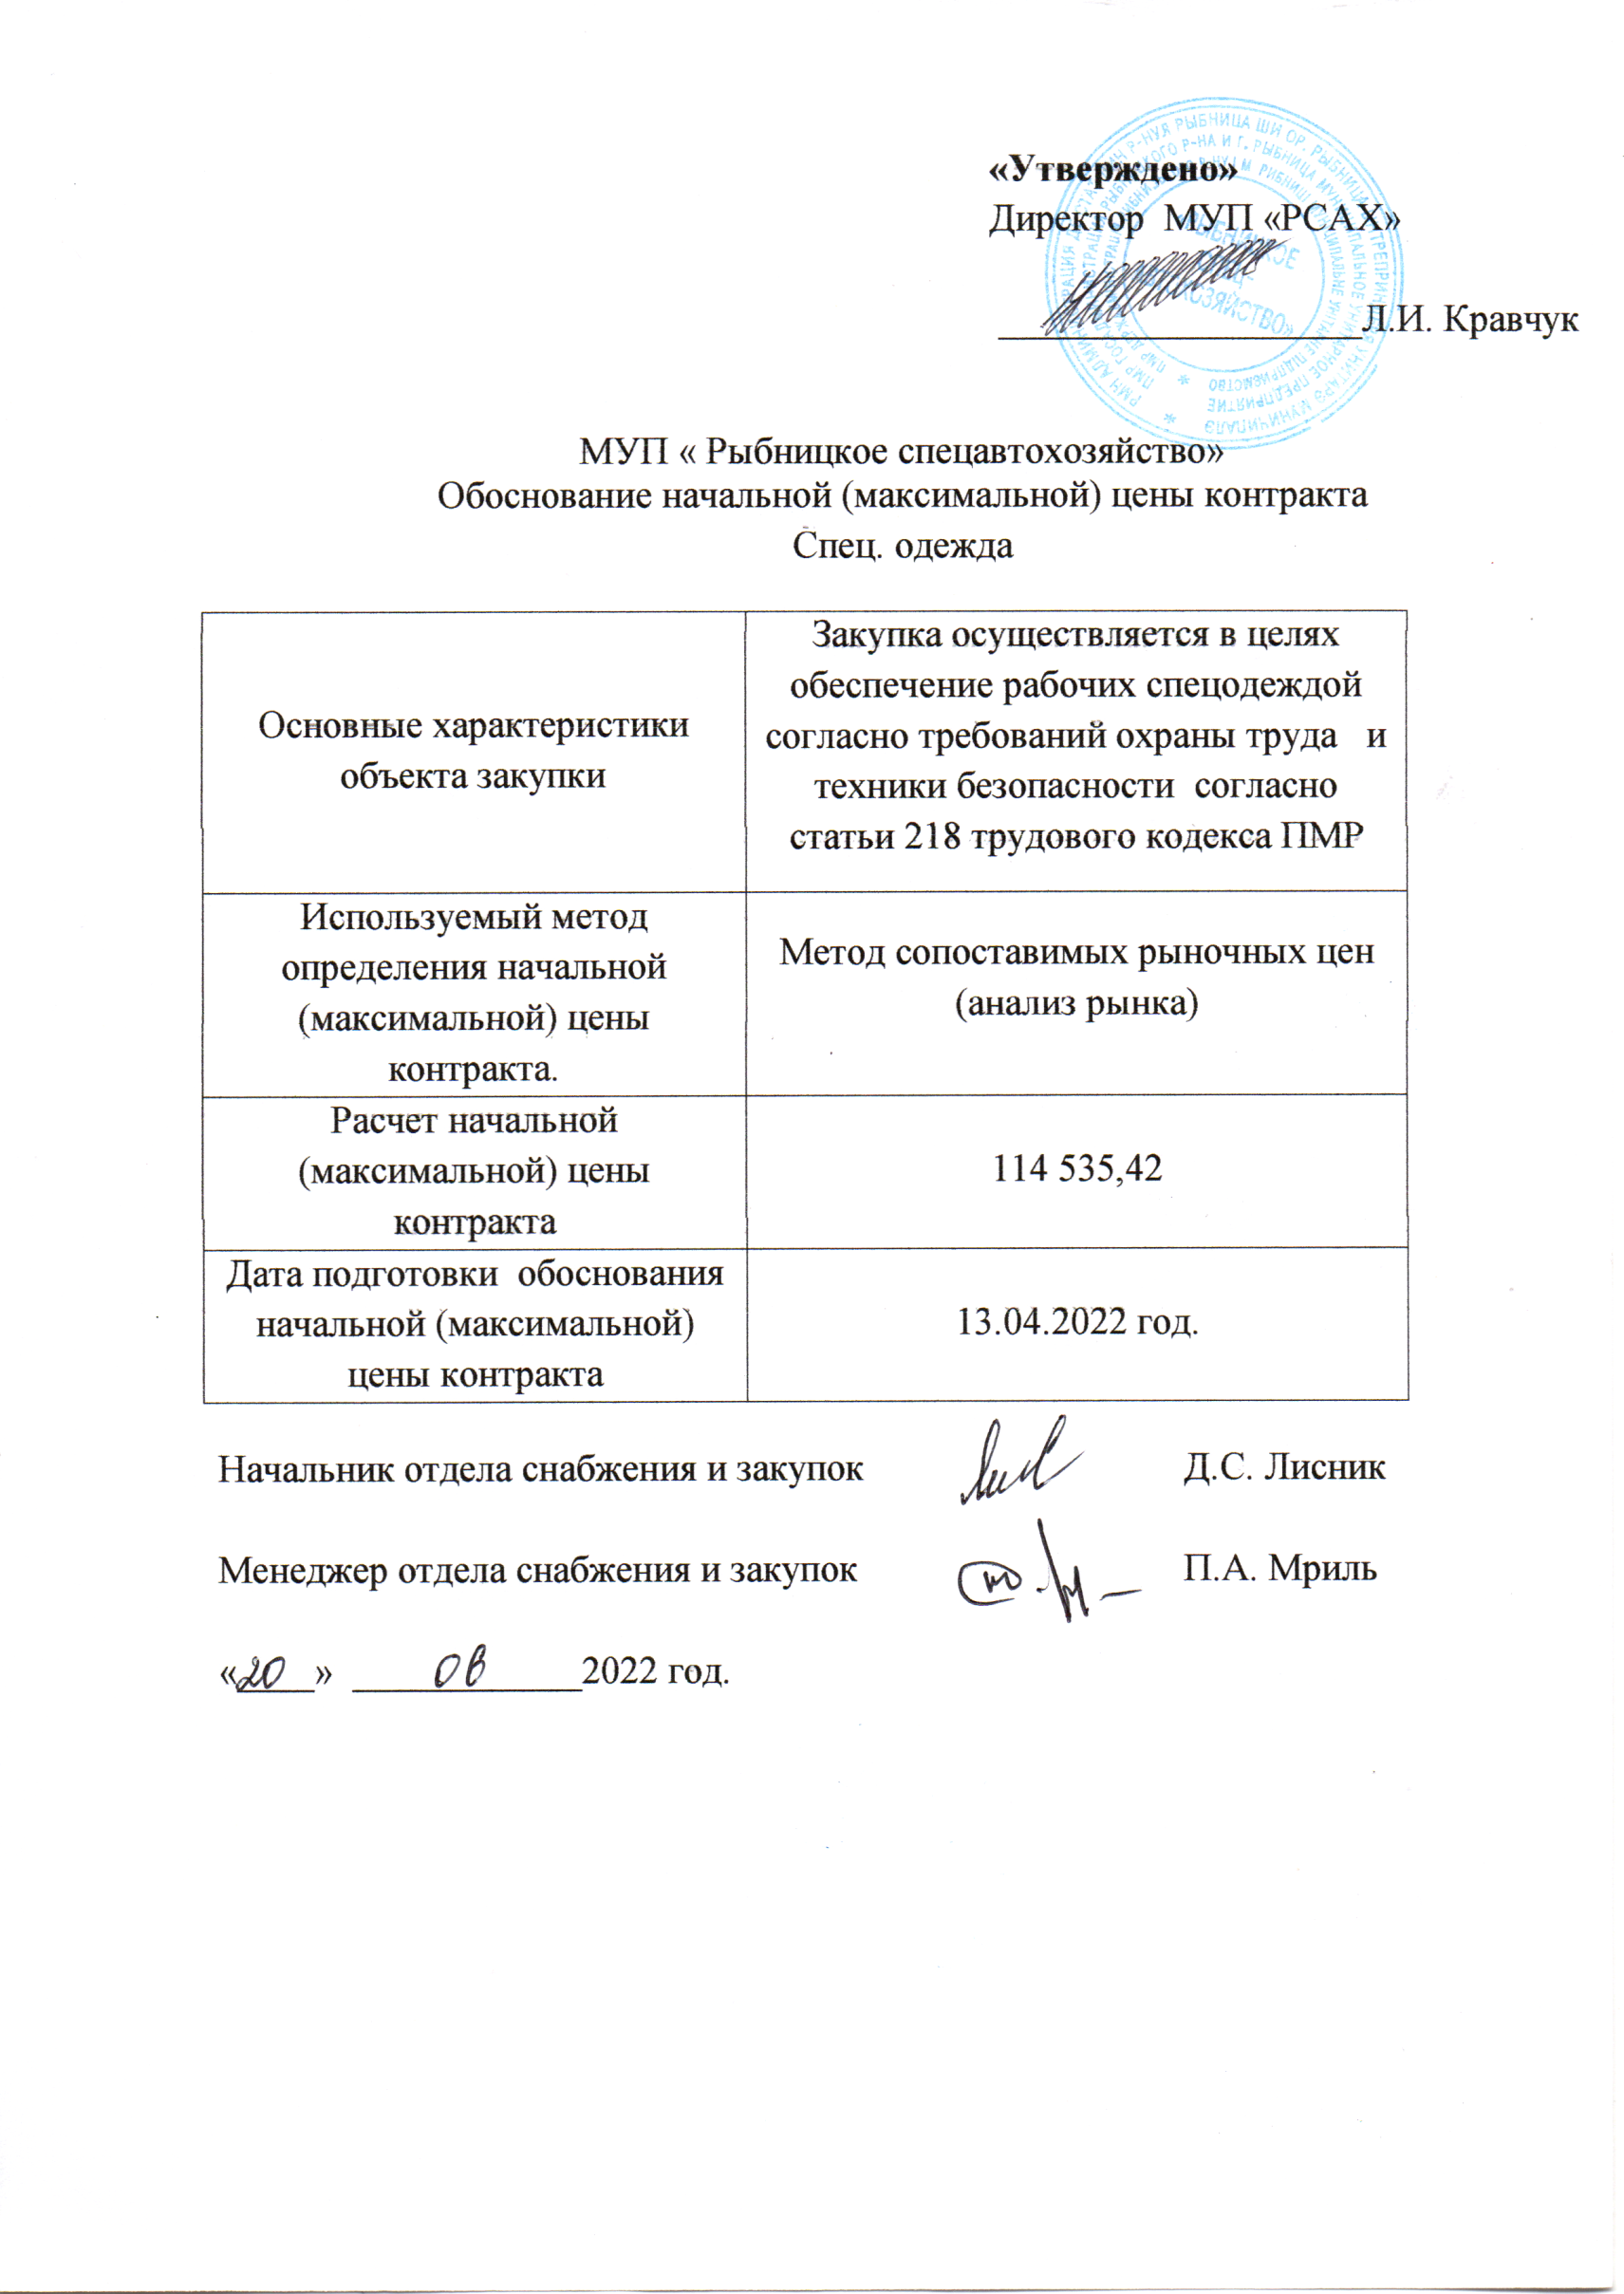 «Утверждено»
Директор МУП «РСАХ»
Л.И. Кравчук
МУП « Рыбницкое спецавтохозяйство»
Обоснование начальной (максимальной) цены контракта
Спец. одежда
Основные характеристики
объекта закупки
Закупка осуществляется в целях
обеспечение рабочих спецодеждой
согласно требований охраны труда и
техники безопасности согласно
статьи 218 трудового кодекса ПМР
Используемый метод
определения начальной
(максимальной) цены
контракта.
Метод сопоставимых рыночных цен
(анализ рынка)
Расчет начальной
(максимальной) цены
контракта
114 535,42
Дата подготовки обоснования
начальной (максимальной)
цены контракта
13.04.2022 год.
Начальник отдела снабжения и закупок Д.С. Лисник
Менеджер отдела снабжения и закупок П.А. Мриль
«20» 2022 год.